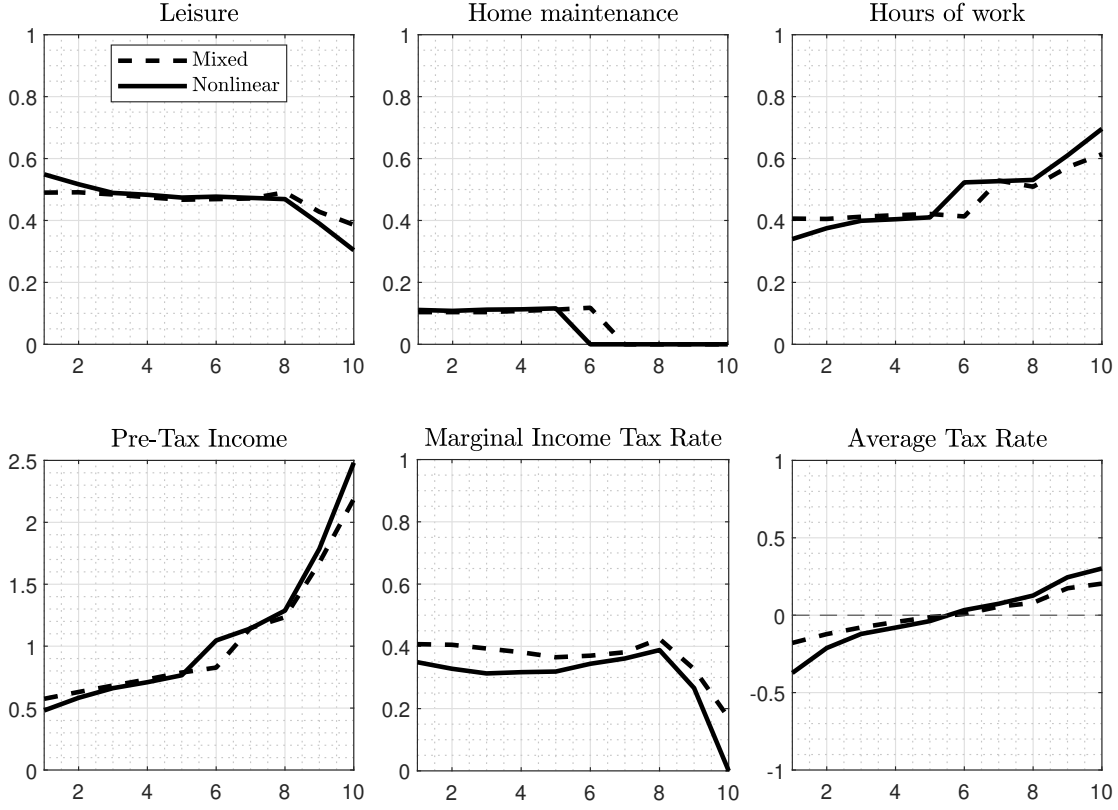 Leisure
Home maintenance
Hours of work
Mixed
Nonlinear
1
0.8
0.6
0.4
0.2
0
2 4 6 8 10
1
0.8
0.6
0.4
0.2
0
2 4 6 8 10
1
0.8
0.6
0.4
0.2
0
2 4 6 8 10
Pre-Tax Income
Marginal Income Tax Rate
Average Tax Rate
2.5
2
1.5
1
0.5
0
2 4 6 8 10
1
0.8
0.6
0.4
0.2
0
2 4 6 8 10
1
0.5
0
-0.5
-1
2 4 6 8 10